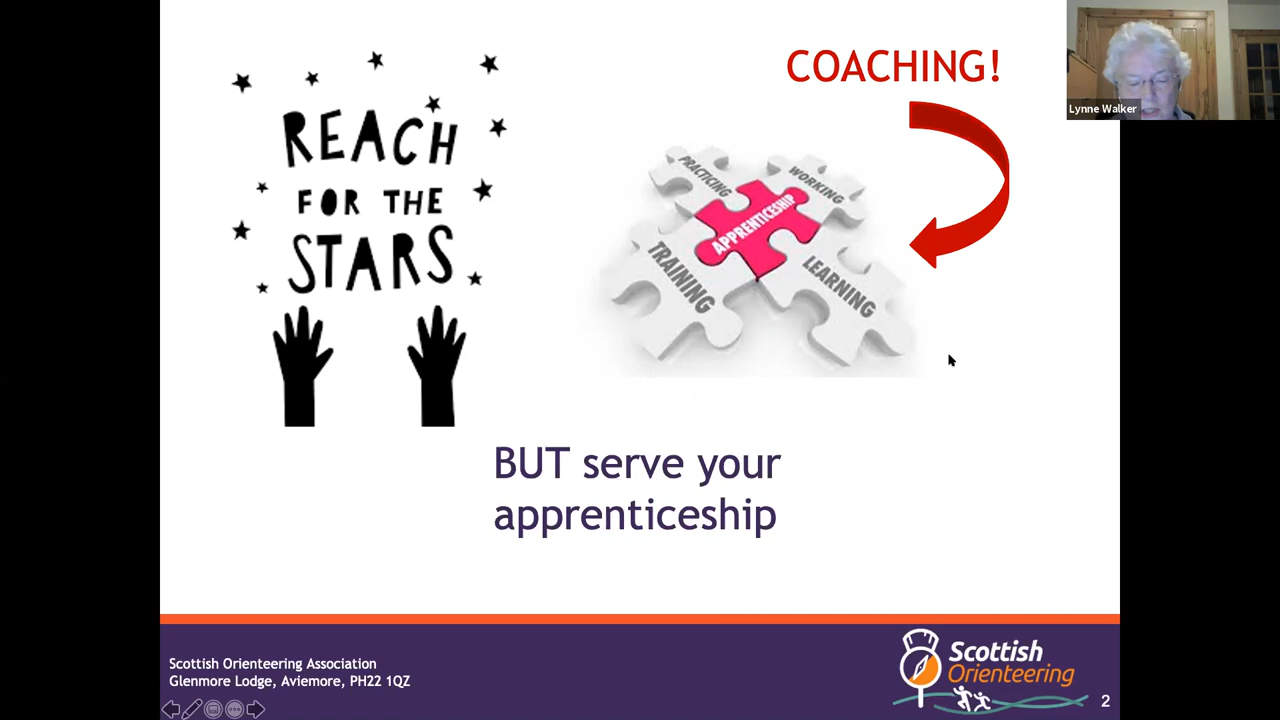 REACH
FOR THE
STARS
COACHING!
PRACTICING
WORKING
APPRENTICESHIP
TRAINING
LEARNING
Lynne Walker
BUT serve your
apprenticeship
Scottish Orienteering Association
Glenmore Lodge, Aviemore, PH22 1QZ
Scottish
Orienteering
2